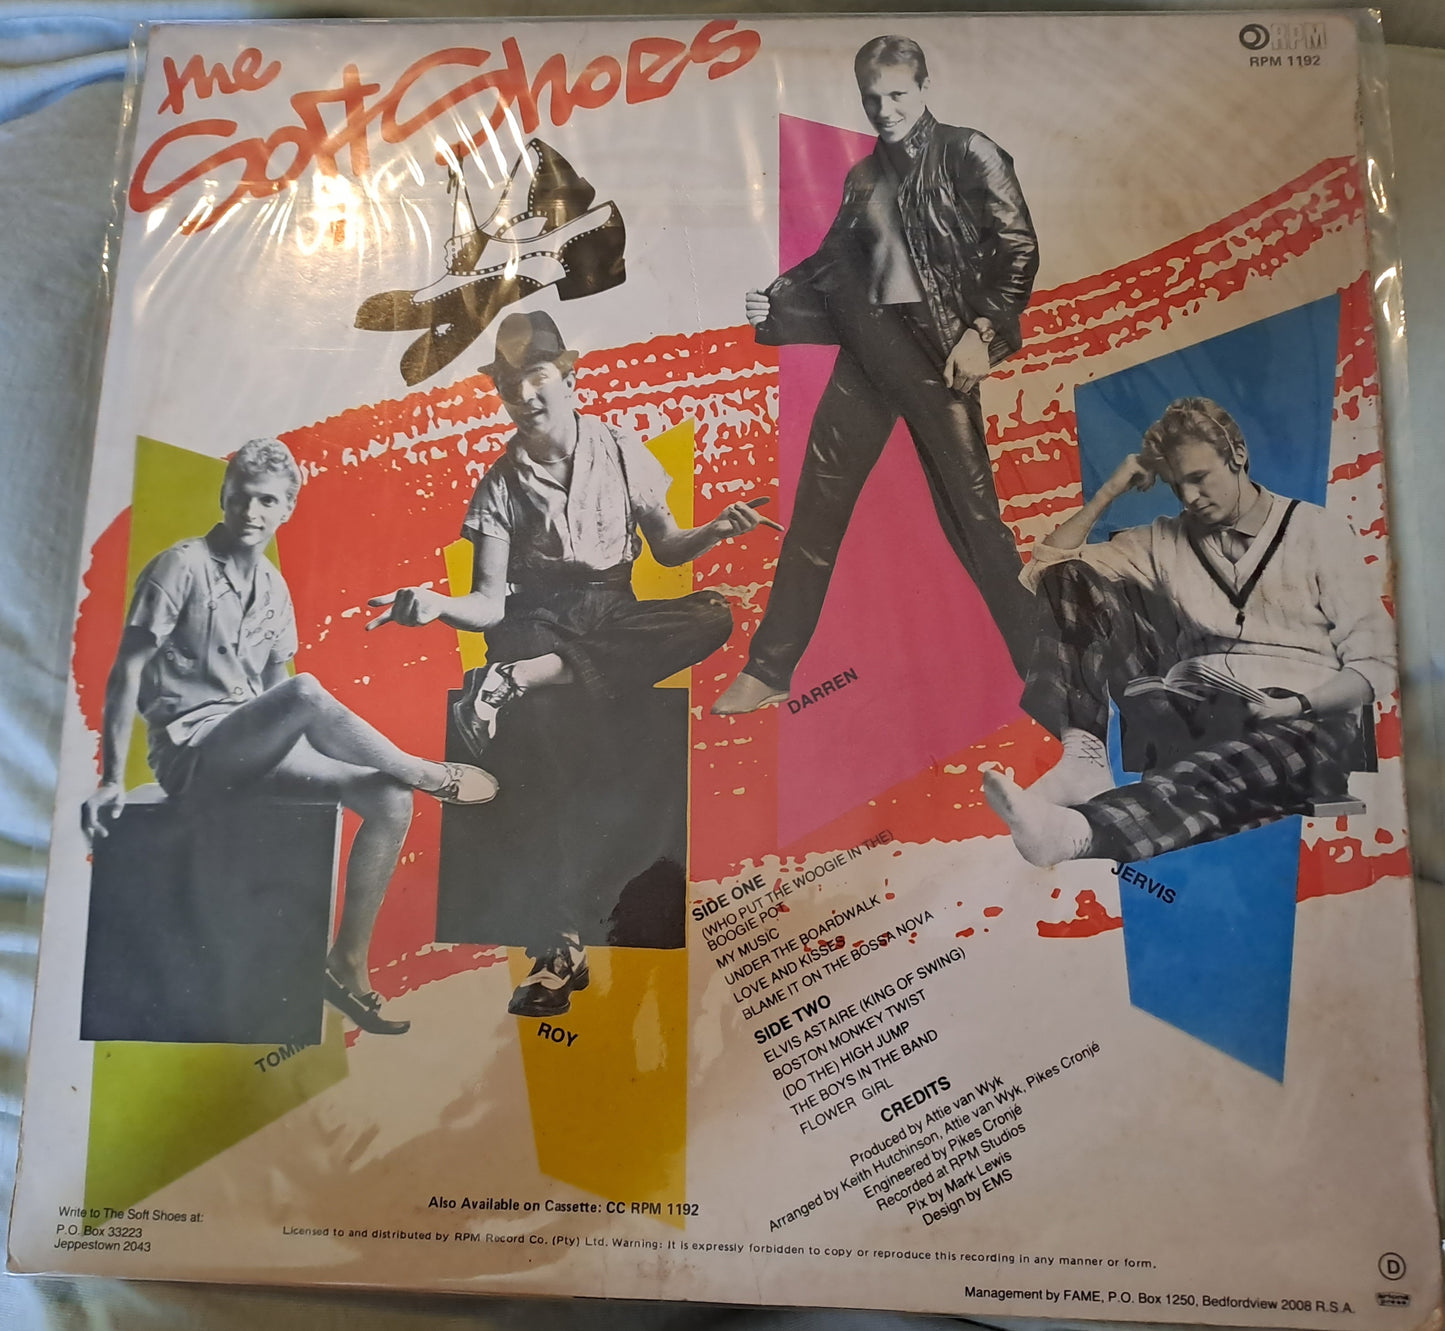 the
Soft Shoes
RPM
RPM 1192
DARREN
JERVIS
ROY
SIDE ONE
(WHO PUT THE WOOGIE IN THE)
BOOGIE POT
MY MUSIC
UNDER THE BOARDWALK
LOVE AND KISSES
BLAME IT ON THE BOSSA NOVA
SIDE TWO
ELVIS ASTAIRE (KING OF SWING)
BOSTON MONKEY TWIST
(DO THE) HIGH JUMP
THE BOYS IN THE BAND
FLOWER GIRL
CREDITS
Produced by Attie van Wyk
Arranged by Keith Hutchinson, Attie van Wyk, Pikes Cronjé
Engineered by Pikes Cronjé
Recorded at RPM Studios
Pix by Mark Lewis
Design by EMS
Also Available on Cassette: CC RPM 1192
Write to The Soft Shoes at:
P.O. Box 33223
Jeppestown 2043
Licensed to and distributed by RPM Record Co. (Pty) Ltd. Warning: It is expressly forbidden to copy or reproduce this recording in any manner or form.
D
Management by FAME, P.O. Box 1250, Bedfordview 2008 R.S.A.